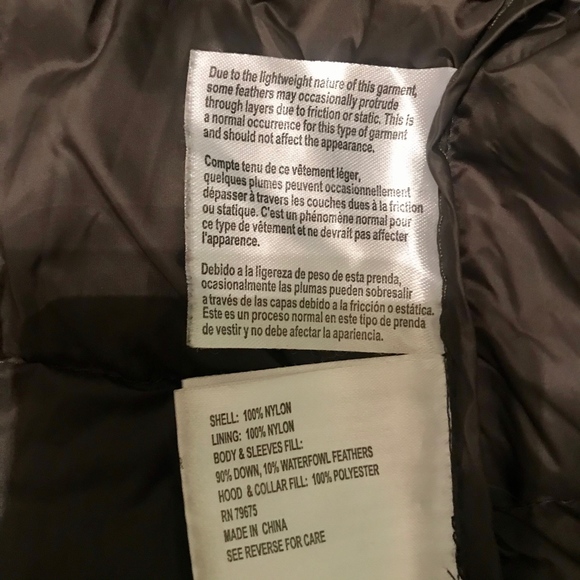 Due to the lightweight nature of this garment,
some feathers may occasionally protrude
through layers due to friction or static. This is
a normal occurrence for this type of garment
and should not affect the appearance.
Compte tenu de ce vêtement léger,
quelques plumes peuvent occasionnellement
dépasser à travers les couches dues à la friction
ou statique. C'est un phénomène normal pour
ce type de vêtement et ne devrait pas affecter
l'apparence.
Debido a la ligereza de peso de esta prenda,
ocasionalmente las plumas pueden sobresalir
a través de las capas debido a la fricción o estática.
Este es un proceso normal en este tipo de prenda
de vestir y no debe afectar la apariencia.
SHELL: 100% NYLON
LINING: 100% NYLON
BODY & SLEEVES FILL:
90% DOWN, 10% WATERFOWL FEATHERS
HOOD & COLLAR FILL: 100% POLYESTER
RN 79675
MADE IN CHINA
SEE REVERSE FOR CARE